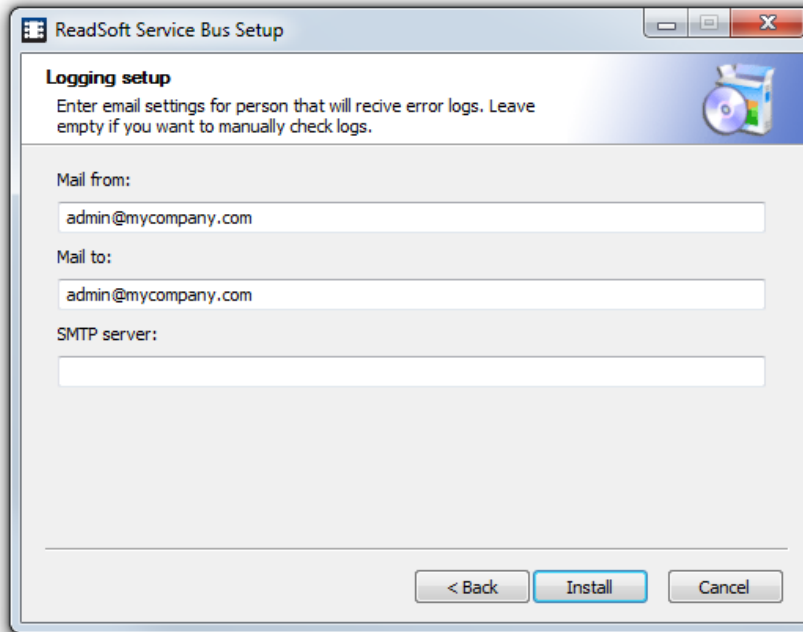 ReadSoft Service Bus Setup
Logging setup
Enter email settings for person that will recive error logs. Leave
empty if you want to manually check logs.
Mail from:
admin@mycompany.com
Mail to:
admin@mycompany.com
SMTP server:
< Back Install Cancel